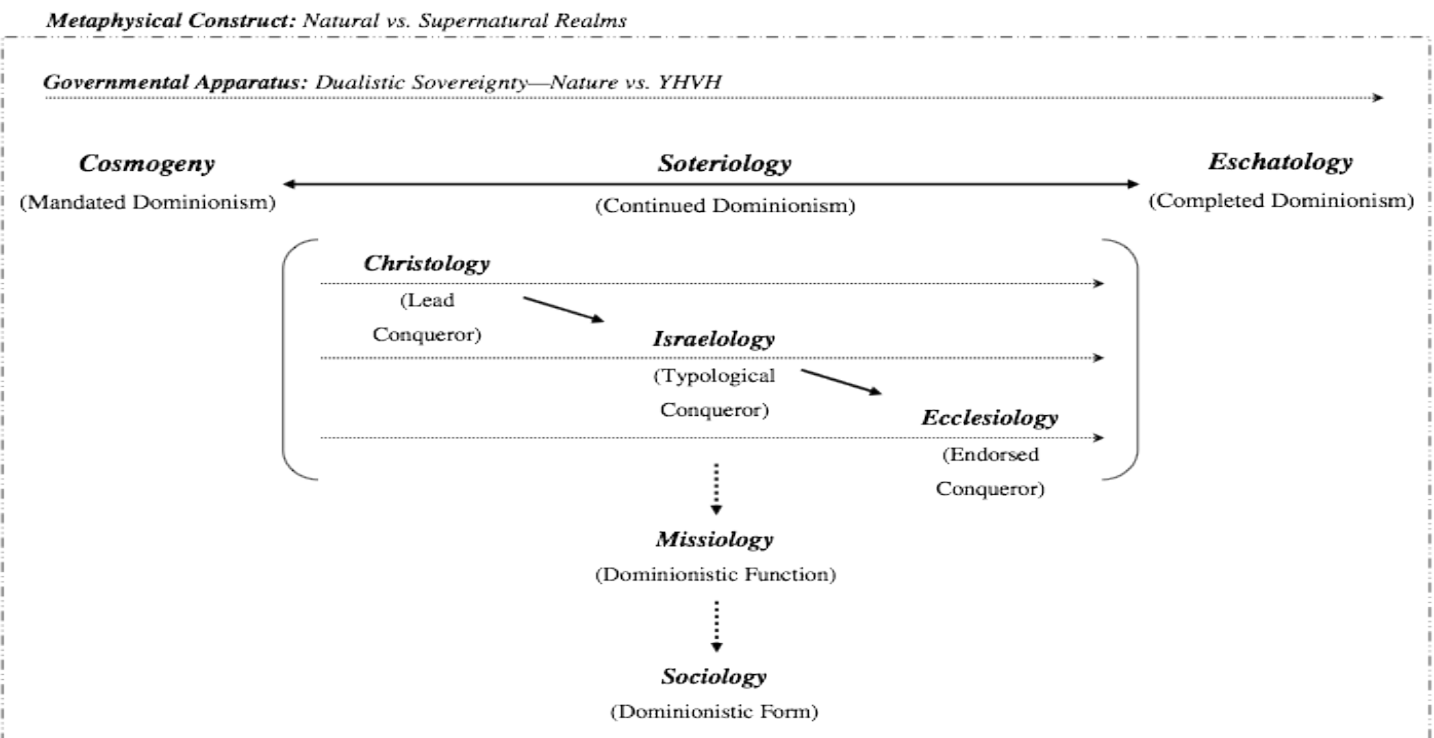 Metaphysical Construct: Natural vs. Supernatural Realms
Governmental Apparatus: Dualistic Sovereignty—Nature vs. YHVH
Cosmogeny
(Mandated Dominionism)
Soteriology
(Continued Dominionism)
Eschatology
(Completed Dominionism)
Christology
(Lead
Conqueror)
Israelology
(Typological
Conqueror)
Ecclesiology
(Endorsed
Conqueror)
Missiology
(Dominionistic Function)
Sociology
(Dominionistic Form)